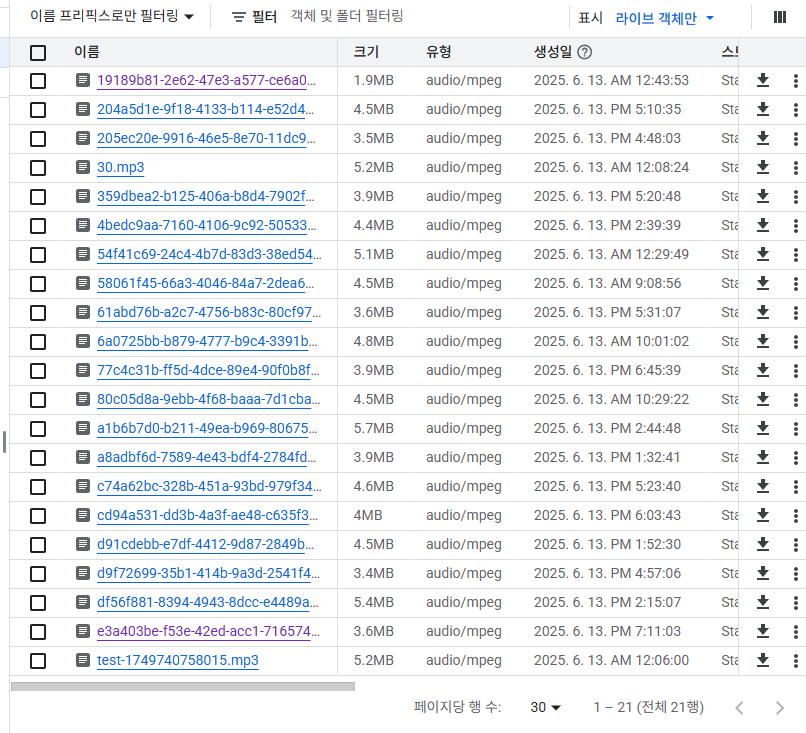 이름 프리픽스로만 필터링 필터 객체 및 폴더 필터링 표시 라이브 객체만
이름 크기 유형 생성일 스토
19189b81-2e62-47e3-a577-ce6a0... 1.9MB audio/mpeg 2025. 6. 13. AM 12:43:53 Sta
204a5d1e-9f18-4133-b114-e52d4... 4.5MB audio/mpeg 2025. 6. 13. PM 5:10:35 Sta
205ec20e-9916-46e5-8e70-11dc9... 3.5MB audio/mpeg 2025. 6. 13. PM 4:48:03 Sta
30.mp3 5.2MB audio/mpeg 2025. 6. 13. AM 12:08:24 Sta
359dbea2-b125-406a-b8d4-7902f... 3.9MB audio/mpeg 2025. 6. 13. PM 5:20:48 Sta
4bedc9aa-7160-4106-9c92-50533... 4.4MB audio/mpeg 2025. 6. 13. PM 2:39:39 Sta
54f41c69-24c4-4b7d-83d3-38ed54... 5.1MB audio/mpeg 2025. 6. 13. AM 12:29:49 Sta
58061f45-66a3-4046-84a7-2dea6... 4.5MB audio/mpeg 2025. 6. 13. AM 9:08:56 Sta
61abd76b-a2c7-4756-b83c-80cf97... 3.6MB audio/mpeg 2025. 6. 13. PM 5:31:07 Sta
6a0725bb-b879-4777-b9c4-3391b... 4.8MB audio/mpeg 2025. 6. 13. AM 10:01:02 Sta
77c4c31b-ff5d-4dce-89e4-90f0b8f... 3.9MB audio/mpeg 2025. 6. 13. PM 6:45:39 Sta
80c05d8a-9ebb-4f68-baaa-7d1cba... 4.5MB audio/mpeg 2025. 6. 13. AM 10:29:22 Sta
a1b6b7d0-b211-49ea-b969-80675... 5.7MB audio/mpeg 2025. 6. 13. PM 2:44:48 Sta
a8adbf6d-7589-4e43-bdf4-2784fd... 3.9MB audio/mpeg 2025. 6. 13. PM 1:32:41 Sta
c74a62bc-328b-451a-93bd-979f34... 4.6MB audio/mpeg 2025. 6. 13. PM 5:23:40 Sta
cd94a531-dd3b-4a3f-ae48-c635f3... 4MB audio/mpeg 2025. 6. 13. PM 6:03:43 Sta
d91cdebb-e7df-4412-9d87-2849b... 4.5MB audio/mpeg 2025. 6. 13. PM 1:52:30 Sta
d9f72699-35b1-414b-9a3d-2541f4... 3.4MB audio/mpeg 2025. 6. 13. PM 4:57:06 Sta
df56f881-8394-4943-8dcc-e4489a... 5.4MB audio/mpeg 2025. 6. 13. PM 2:15:07 Sta
e3a403be-f53e-42ed-acc1-716574... 3.6MB audio/mpeg 2025. 6. 13. PM 7:11:03 Sta
test-1749740758015.mp3 5.2MB audio/mpeg 2025. 6. 13. AM 12:06:00 Sta
페이지당 행 수: 30 1 – 21 (전체 21행)